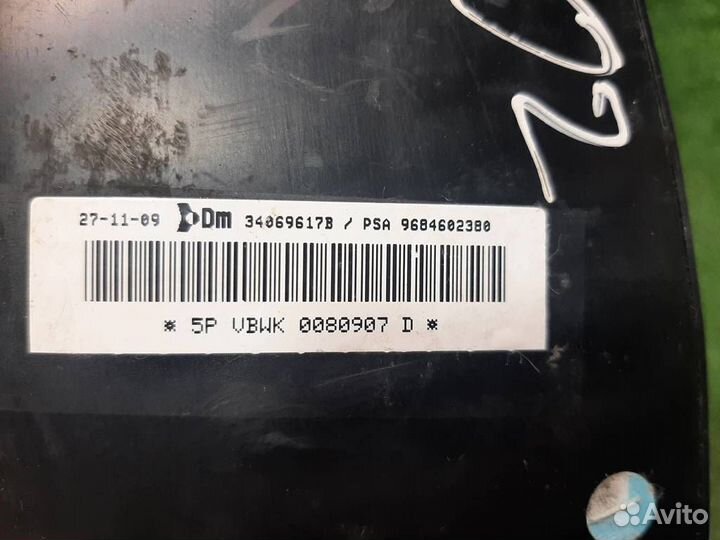 27-11-09 Dm 34069617B / PSA 9684602380
* 5P VBWK 0080907 D *
Avito